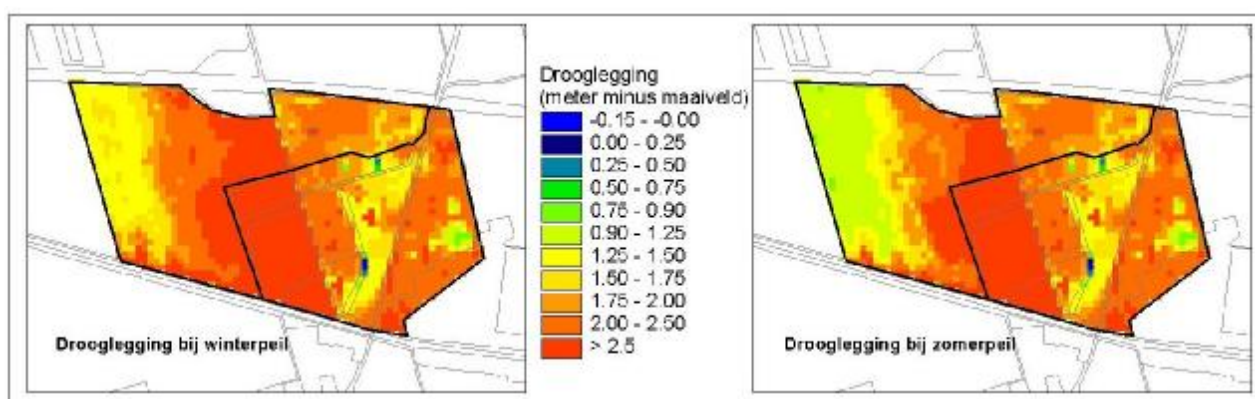 Drooglegging
(meter minus maaiveld)
-0.15 - -0.00
0.00 - 0.25
0.25 - 0.50
0.50 - 0.75
0.75 - 0.90
0.90 - 1.25
1.25 - 1.50
1.50 - 1.75
1.75 - 2.00
2.00 - 2.50
> 2.5
Drooglegging bij winterpeil
Drooglegging bij zomerpeil